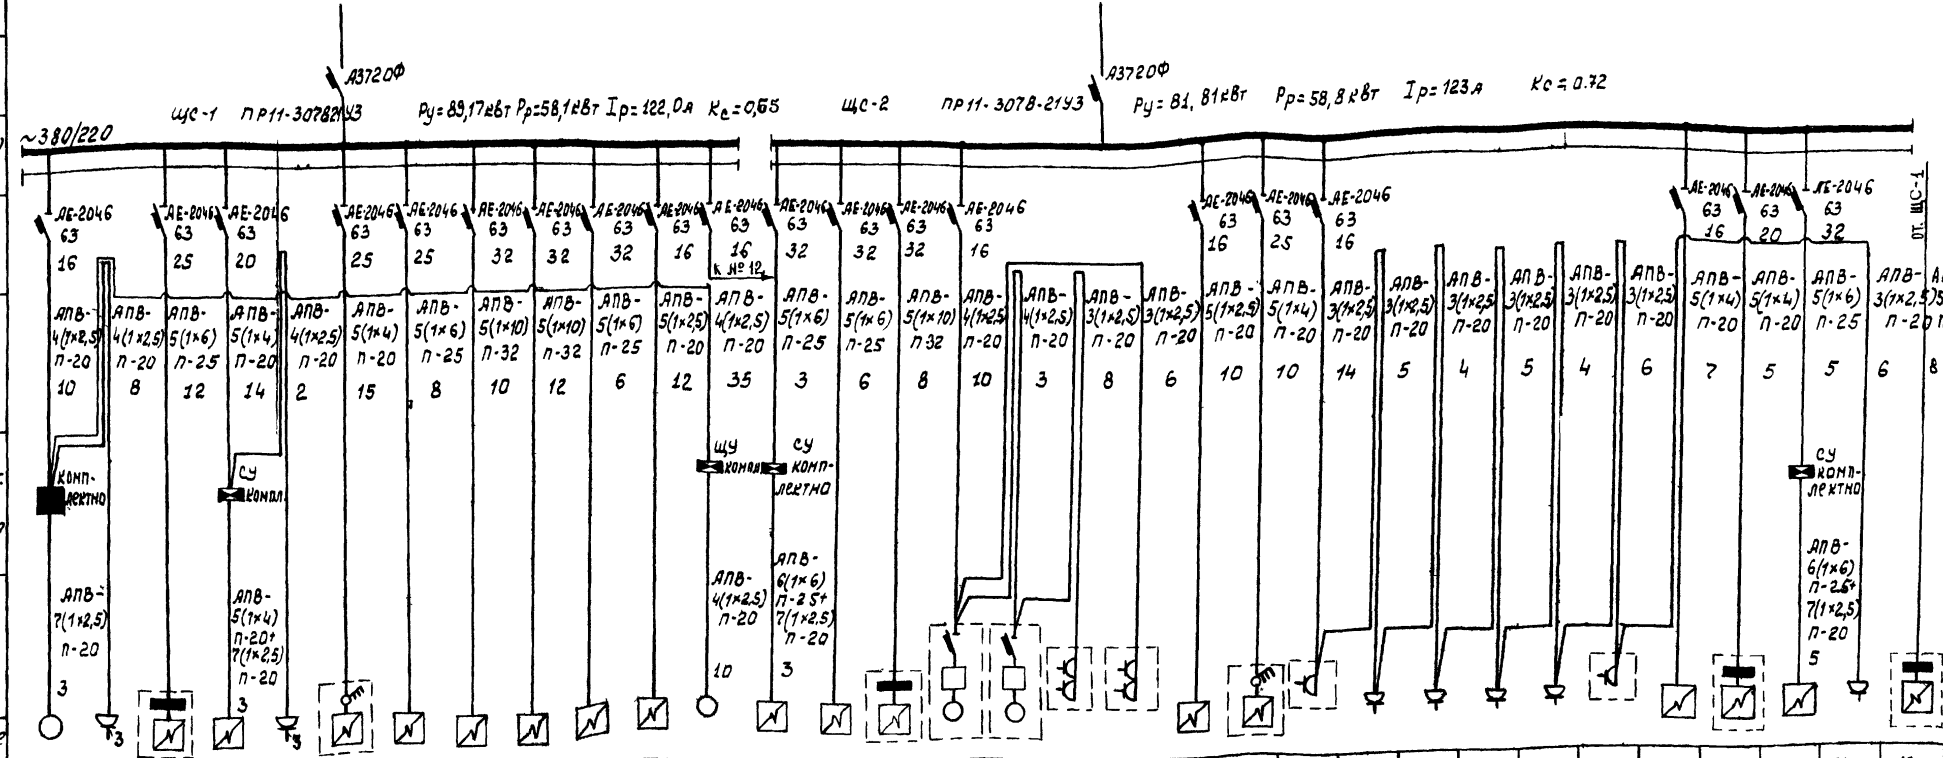 А3720Ф
А3720Ф
ЩС-1 ПР11-3078-21У3 Ру=89,17кВт Рр=58,1кВт Iр=122,0А Кс=0,65
ЩС-2 ПР11-3078-21У3 Ру=81,81кВт Рр=58,8кВт Iр=123А Кс=0.72
~380/220
АЕ-2046 АЕ-2046 АЕ-2046 АЕ-2046 АЕ-2046 АЕ-2046 АЕ-2046 АЕ-2046 АЕ-2046 АЕ-2046 АЕ-2046 АЕ-2046 АЕ-2046 АЕ-2046 АЕ-2046 АЕ-2046 АЕ-2046 АЕ-2046 АЕ-2046 АЕ-2046
63 63 63 63 63 63 63 63 63 63 63 63 63 63 63 63 63 63 63 63
16 25 20 25 25 32 32 32 16 16 32 32 32 16 16 25 16 16 20 32
к №12
от ЩС-1
АПВ- АПВ- АПВ- АПВ- АПВ- АПВ- АПВ- АПВ- АПВ- АПВ- АПВ- АПВ- АПВ- АПВ- АПВ- АПВ- АПВ- АПВ- АПВ- АПВ- АПВ- АПВ- АПВ- АПВ- АПВ- АПВ- АПВ- АПВ- АПВ- АПВ- АПВ-
4(1×2,5) 4(1×2,5) 5(1×6) 5(1×4) 4(1×2,5) 5(1×4) 5(1×6) 5(1×10) 5(1×10) 5(1×6) 5(1×2,5) 4(1×2,5) 5(1×6) 5(1×6) 5(1×10) 4(1×2,5) 4(1×2,5) 3(1×2,5) 3(1×2,5) 5(1×2,5) 5(1×4) 3(1×2,5) 3(1×2,5) 3(1×2,5) 3(1×2,5) 3(1×2,5) 3(1×2,5) 5(1×4) 5(1×4) 5(1×6) 3(1×2,5)
П-20 П-20 П-25 П-20 П-20 П-20 П-25 П-32 П-32 П-25 П-20 П-20 П-25 П-25 П-32 П-20 П-20 П-20 П-20 П-20 П-20 П-20 П-20 П-20 П-20 П-20 П-20 П-20 П-20 П-25 П-20
10 8 12 14 2 15 8 10 12 6 12 35 3 6 8 10 3 8 6 10 10 14 5 4 5 4 6 7 5 5 6 8
КОМП-
ЛЕКТНО
СУ
КОМПЛ.
ЩУ
СУ
КОМП-
ЛЕКТНО
СУ
КОМП-
ЛЕКТНО
АПВ-
7(1×2,5)
П-20
3
АПВ-
5(1×4)
П-20+
7(1×2,5)
П-20
3
АПВ-
4(1×2,5)
П-20
10
АПВ-
6(1×6)
П-25+
7(1×2,5)
П-20
3
АПВ-
6(1×6)
П-25+
7(1×2,5)
П-20
5
3
3